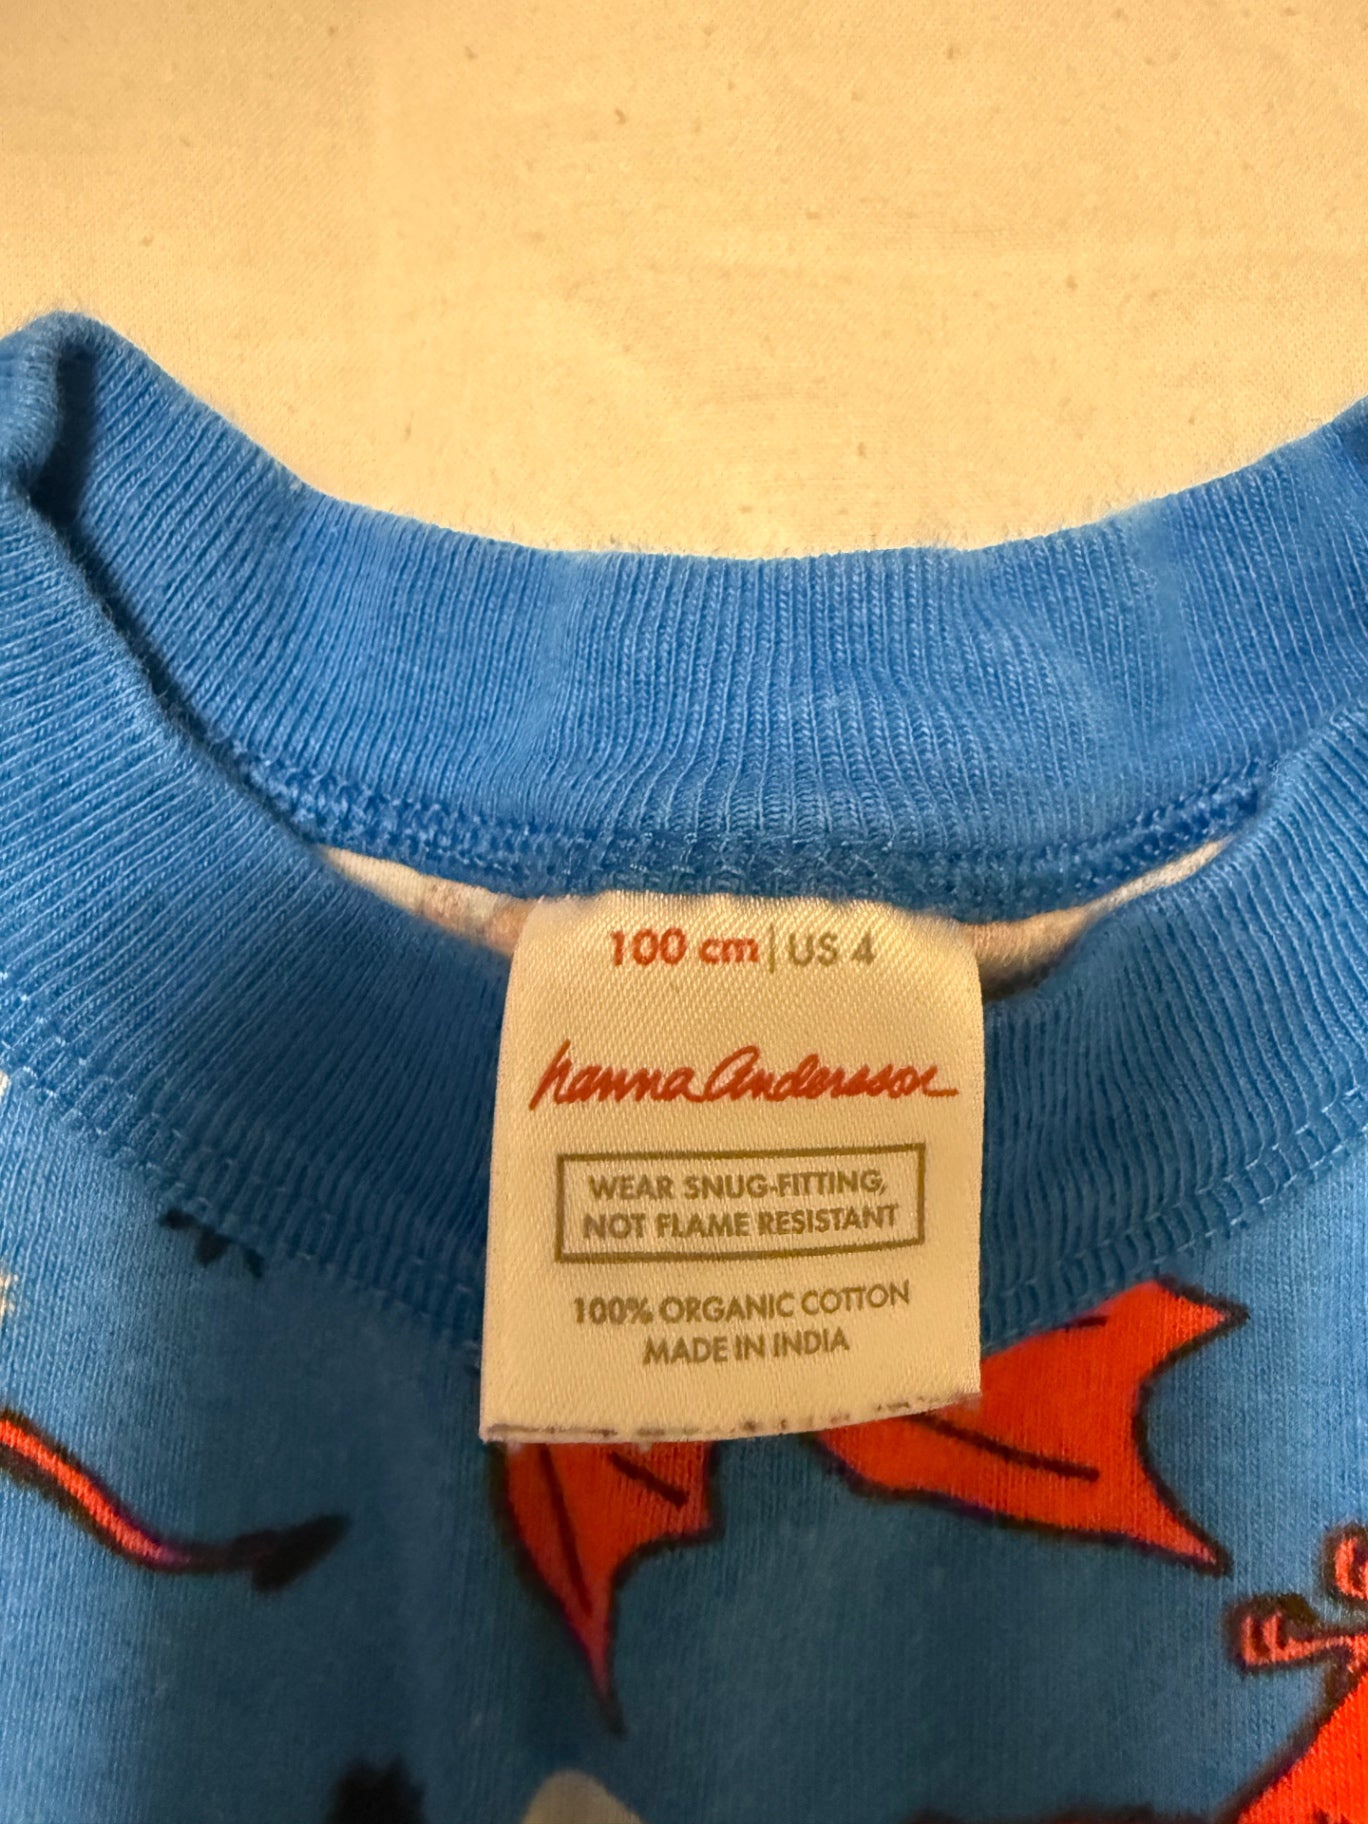 100 cm | US 4
hanna Andersson
WEAR SNUG-FITTING,
NOT FLAME RESISTANT
100% ORGANIC COTTON
MADE IN INDIA